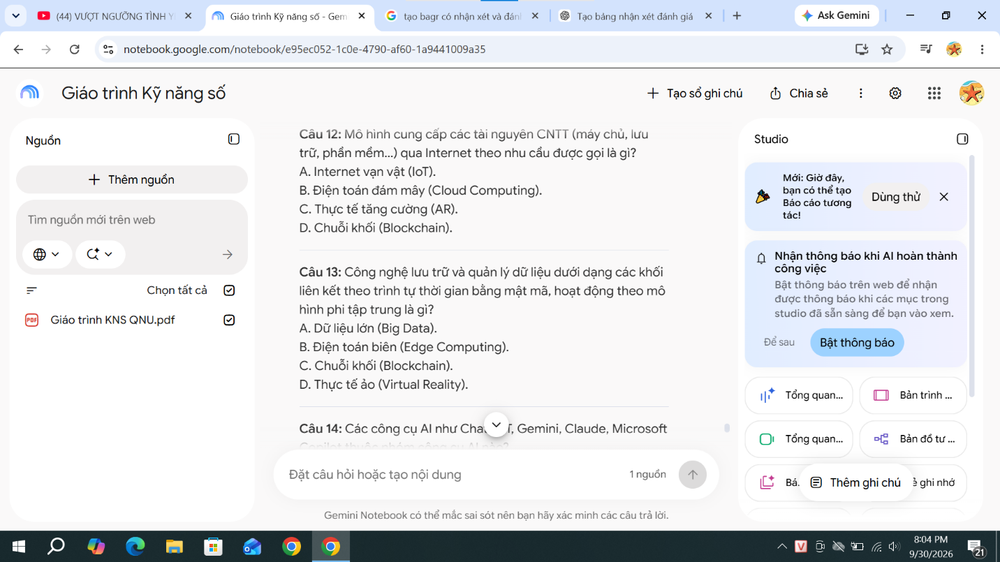 (44) VƯỢT NGƯỠNG TÌNH Y
Giáo trình Kỹ năng số - Gem
tạo bagr có nhận xét và đánh
Tạo bảng nhận xét đánh giá
Ask Gemini
notebook.google.com/notebook/e95ec052-1c0e-4790-af60-1a9441009a35
Giáo trình Kỹ năng số
Tạo sổ ghi chú
Chia sẻ
Nguồn
Thêm nguồn
Tìm nguồn mới trên web
Chọn tất cả
PDF
Giáo trình KNS QNU.pdf
Câu 12: Mô hình cung cấp các tài nguyên CNTT (máy chủ, lưu
trữ, phần mềm...) qua Internet theo nhu cầu được gọi là gì?
A. Internet vạn vật (IoT).
B. Điện toán đám mây (Cloud Computing).
C. Thực tế tăng cường (AR).
D. Chuỗi khối (Blockchain).
Câu 13: Công nghệ lưu trữ và quản lý dữ liệu dưới dạng các khối
liên kết theo trình tự thời gian bằng mật mã, hoạt động theo mô
hình phi tập trung là gì?
A. Dữ liệu lớn (Big Data).
B. Điện toán biên (Edge Computing).
C. Chuỗi khối (Blockchain).
D. Thực tế ảo (Virtual Reality).
Câu 14: Các công cụ AI như Cha T, Gemini, Claude, Microsoft
Copilot thuộc nhóm công cụ AI nào?
Đặt câu hỏi hoặc tạo nội dung
1 nguồn
Gemini Notebook có thể mắc sai sót nên bạn hãy xác minh các câu trả lời.
Studio
Mới: Giờ đây,
bạn có thể tạo
Báo cáo tương
tác!
Dùng thử
Nhận thông báo khi AI hoàn thành
công việc
Bật thông báo trên web để nhận
được thông báo khi các mục trong
studio đã sẵn sàng để bạn vào xem.
Để sau
Bật thông báo
Tổng quan...
Bản trình ...
Tổng quan...
Bản đồ tư ...
Bá.
Thêm ghi chú
ẻ ghi nhớ
V
8:04 PM
9/30/2026
21